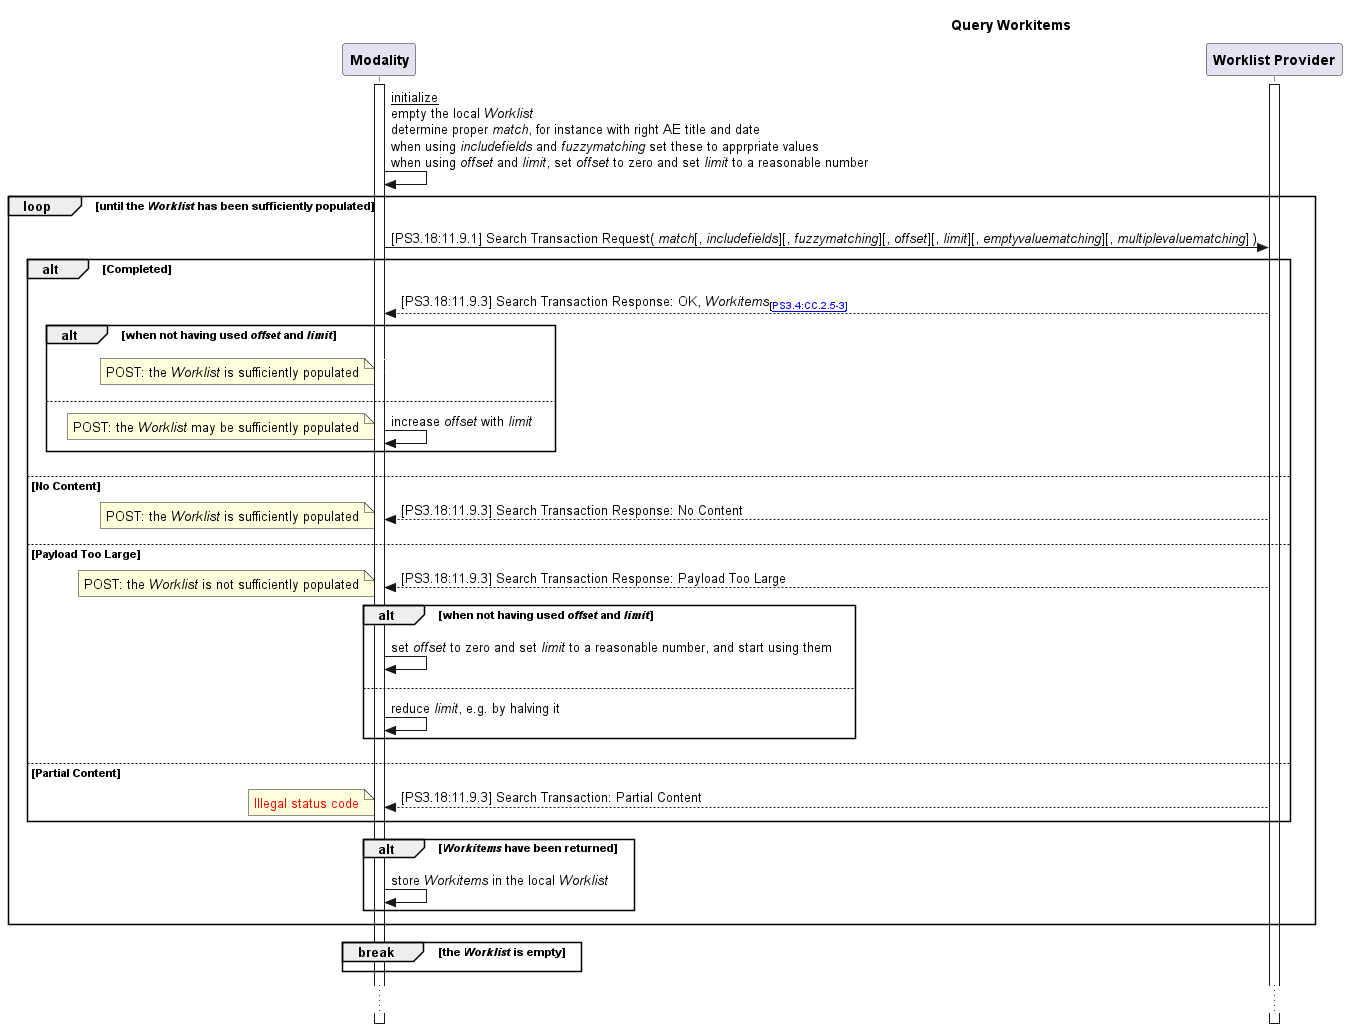 Query Workitems
Modality
Worklist Provider
initialize
empty the local Worklist
determine proper match, for instance with right AE title and date
when using includefields and fuzzymatching set these to apprpriate values
when using offset and limit, set offset to zero and set limit to a reasonable number
loop [until the Worklist has been sufficiently populated]
[PS3.18:11.9.1] Search Transaction Request( match[, includefields][, fuzzymatching][, offset][, limit][, emptyvaluematching][, multiplevaluematching] )
alt [Completed]
[PS3.18:11.9.3] Search Transaction Response: OK, Workitems[PS3.4:CC.2.5-3]
alt [when not having used offset and limit]
POST: the Worklist is sufficiently populated
POST: the Worklist may be sufficiently populated
increase offset with limit
[No Content]
POST: the Worklist is sufficiently populated
[PS3.18:11.9.3] Search Transaction Response: No Content
[Payload Too Large]
POST: the Worklist is not sufficiently populated
[PS3.18:11.9.3] Search Transaction Response: Payload Too Large
alt [when not having used offset and limit]
set offset to zero and set limit to a reasonable number, and start using them
reduce limit, e.g. by halving it
[Partial Content]
Illegal status code
[PS3.18:11.9.3] Search Transaction: Partial Content
alt [Workitems have been returned]
store Workitems in the local Worklist
break [the Worklist is empty]